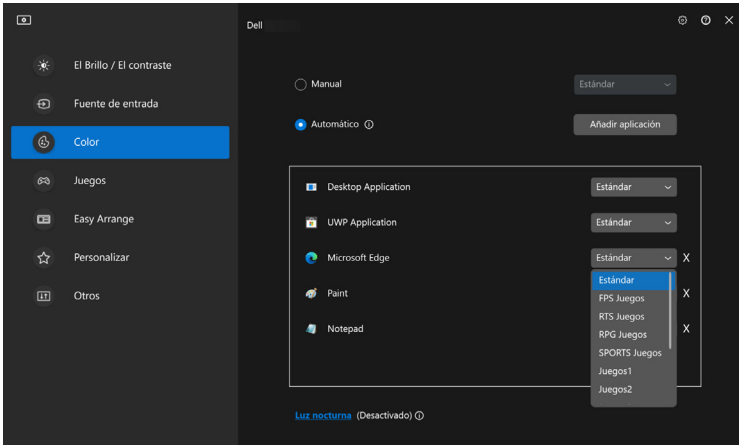 Dell
El Brillo / El contraste
Fuente de entrada
Color
Juegos
Easy Arrange
Personalizar
Otros
Manual
Estándar
Automático
Añadir aplicación
Desktop Application
Estándar
UWP Application
Estándar
Microsoft Edge
Estándar
X
Paint
X
Notepad
X
Estándar
FPS Juegos
RTS Juegos
RPG Juegos
SPORTS Juegos
Juegos1
Juegos2
Luz nocturna (Desactivado)